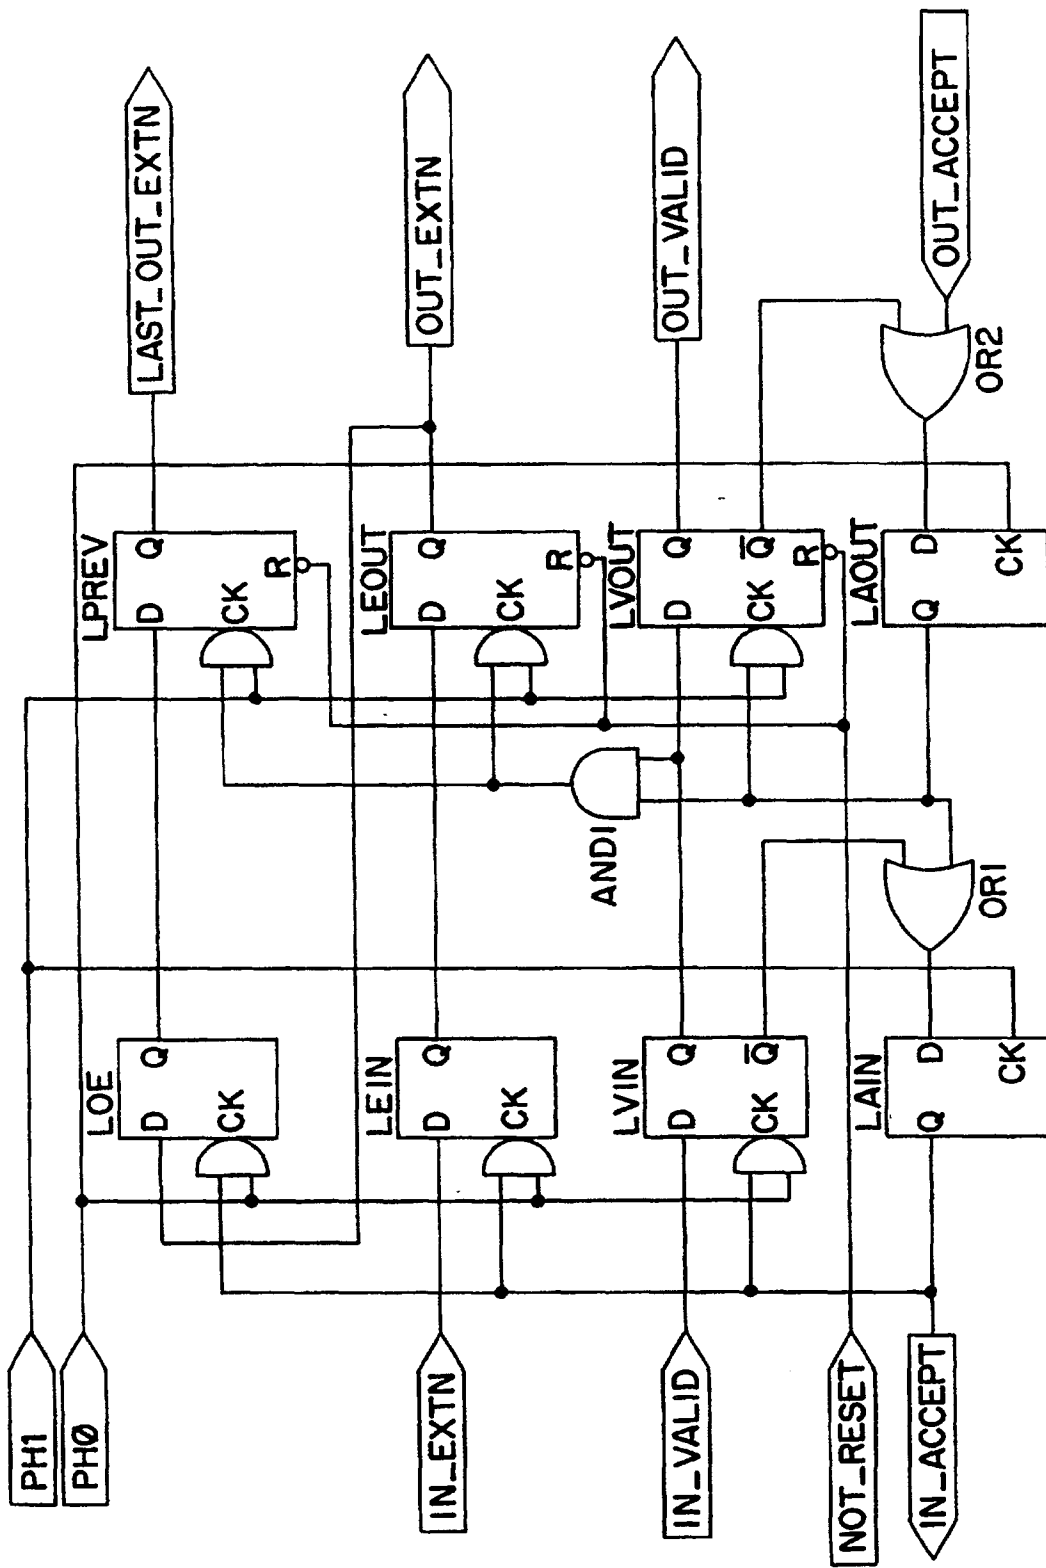 PH1
PHØ
IN_EXTN
IN_VALID
NOT_RESET
IN_ACCEPT
LOE
D
Q
CK
LEIN
D
Q
CK
LVIN
D
Q
CK
Q̅
LAIN
Q
D
CK
AND1
OR1
LPREV
D
Q
CK
R
LEOUT
D
Q
CK
R
LVOUT
D
Q
CK
Q̅
R
LAOUT
Q
D
CK
OR2
LAST_OUT_EXTN
OUT_EXTN
OUT_VALID
OUT_ACCEPT